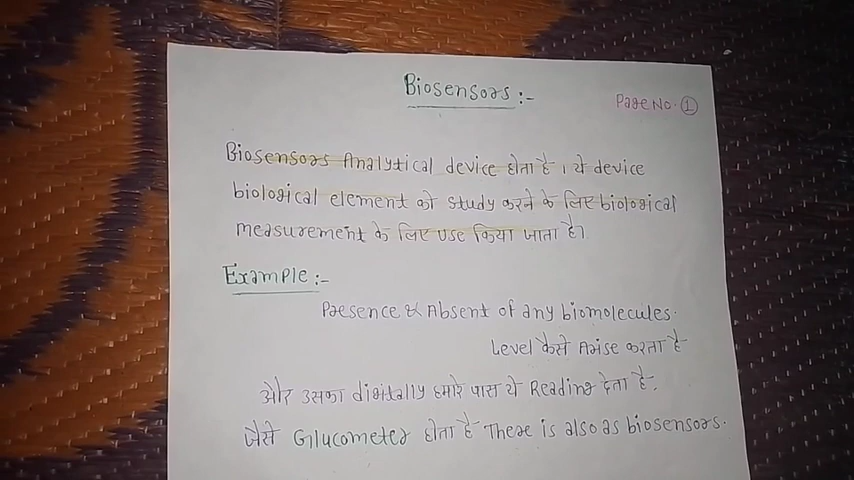 Biosensors :-
Page No. 1
Biosensors Analytical device होता है । ये device
biological element को study करने के लिए biological
measurement के लिए use किया जाता है।
Example :-
Presence & Absent of any biomolecules.
Level कैसे Arise करता है
और उसका digitally हमारे पास ये Reading देता है.
जैसे Glucometer होता है There is also as biosensors.